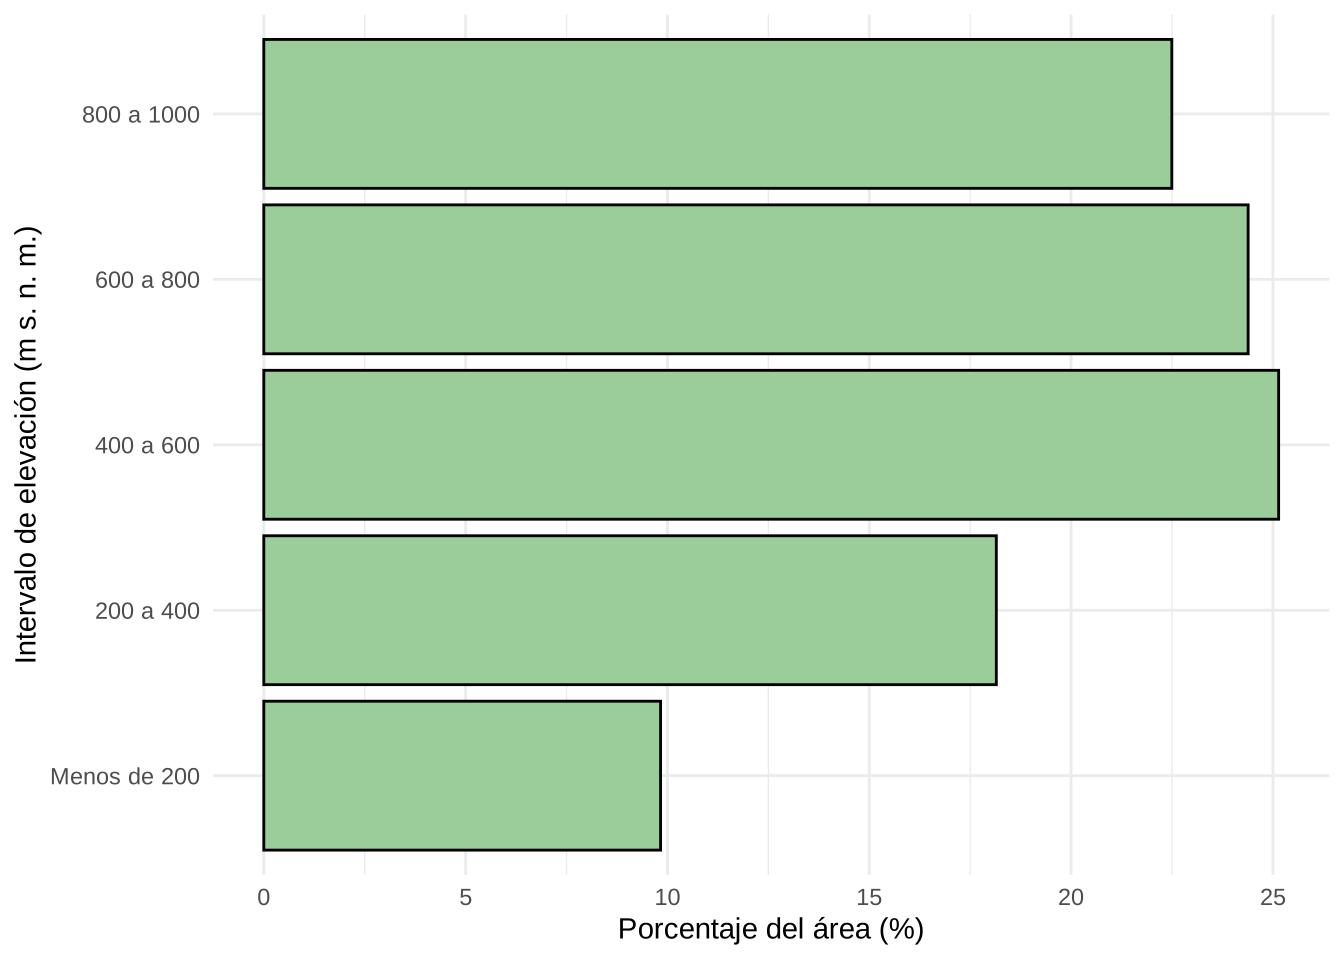 Intervalo de elevación (m s. n. m.)
800 a 1000
600 a 800
400 a 600
200 a 400
Menos de 200
0 5 10 15 20 25
Porcentaje del área (%)